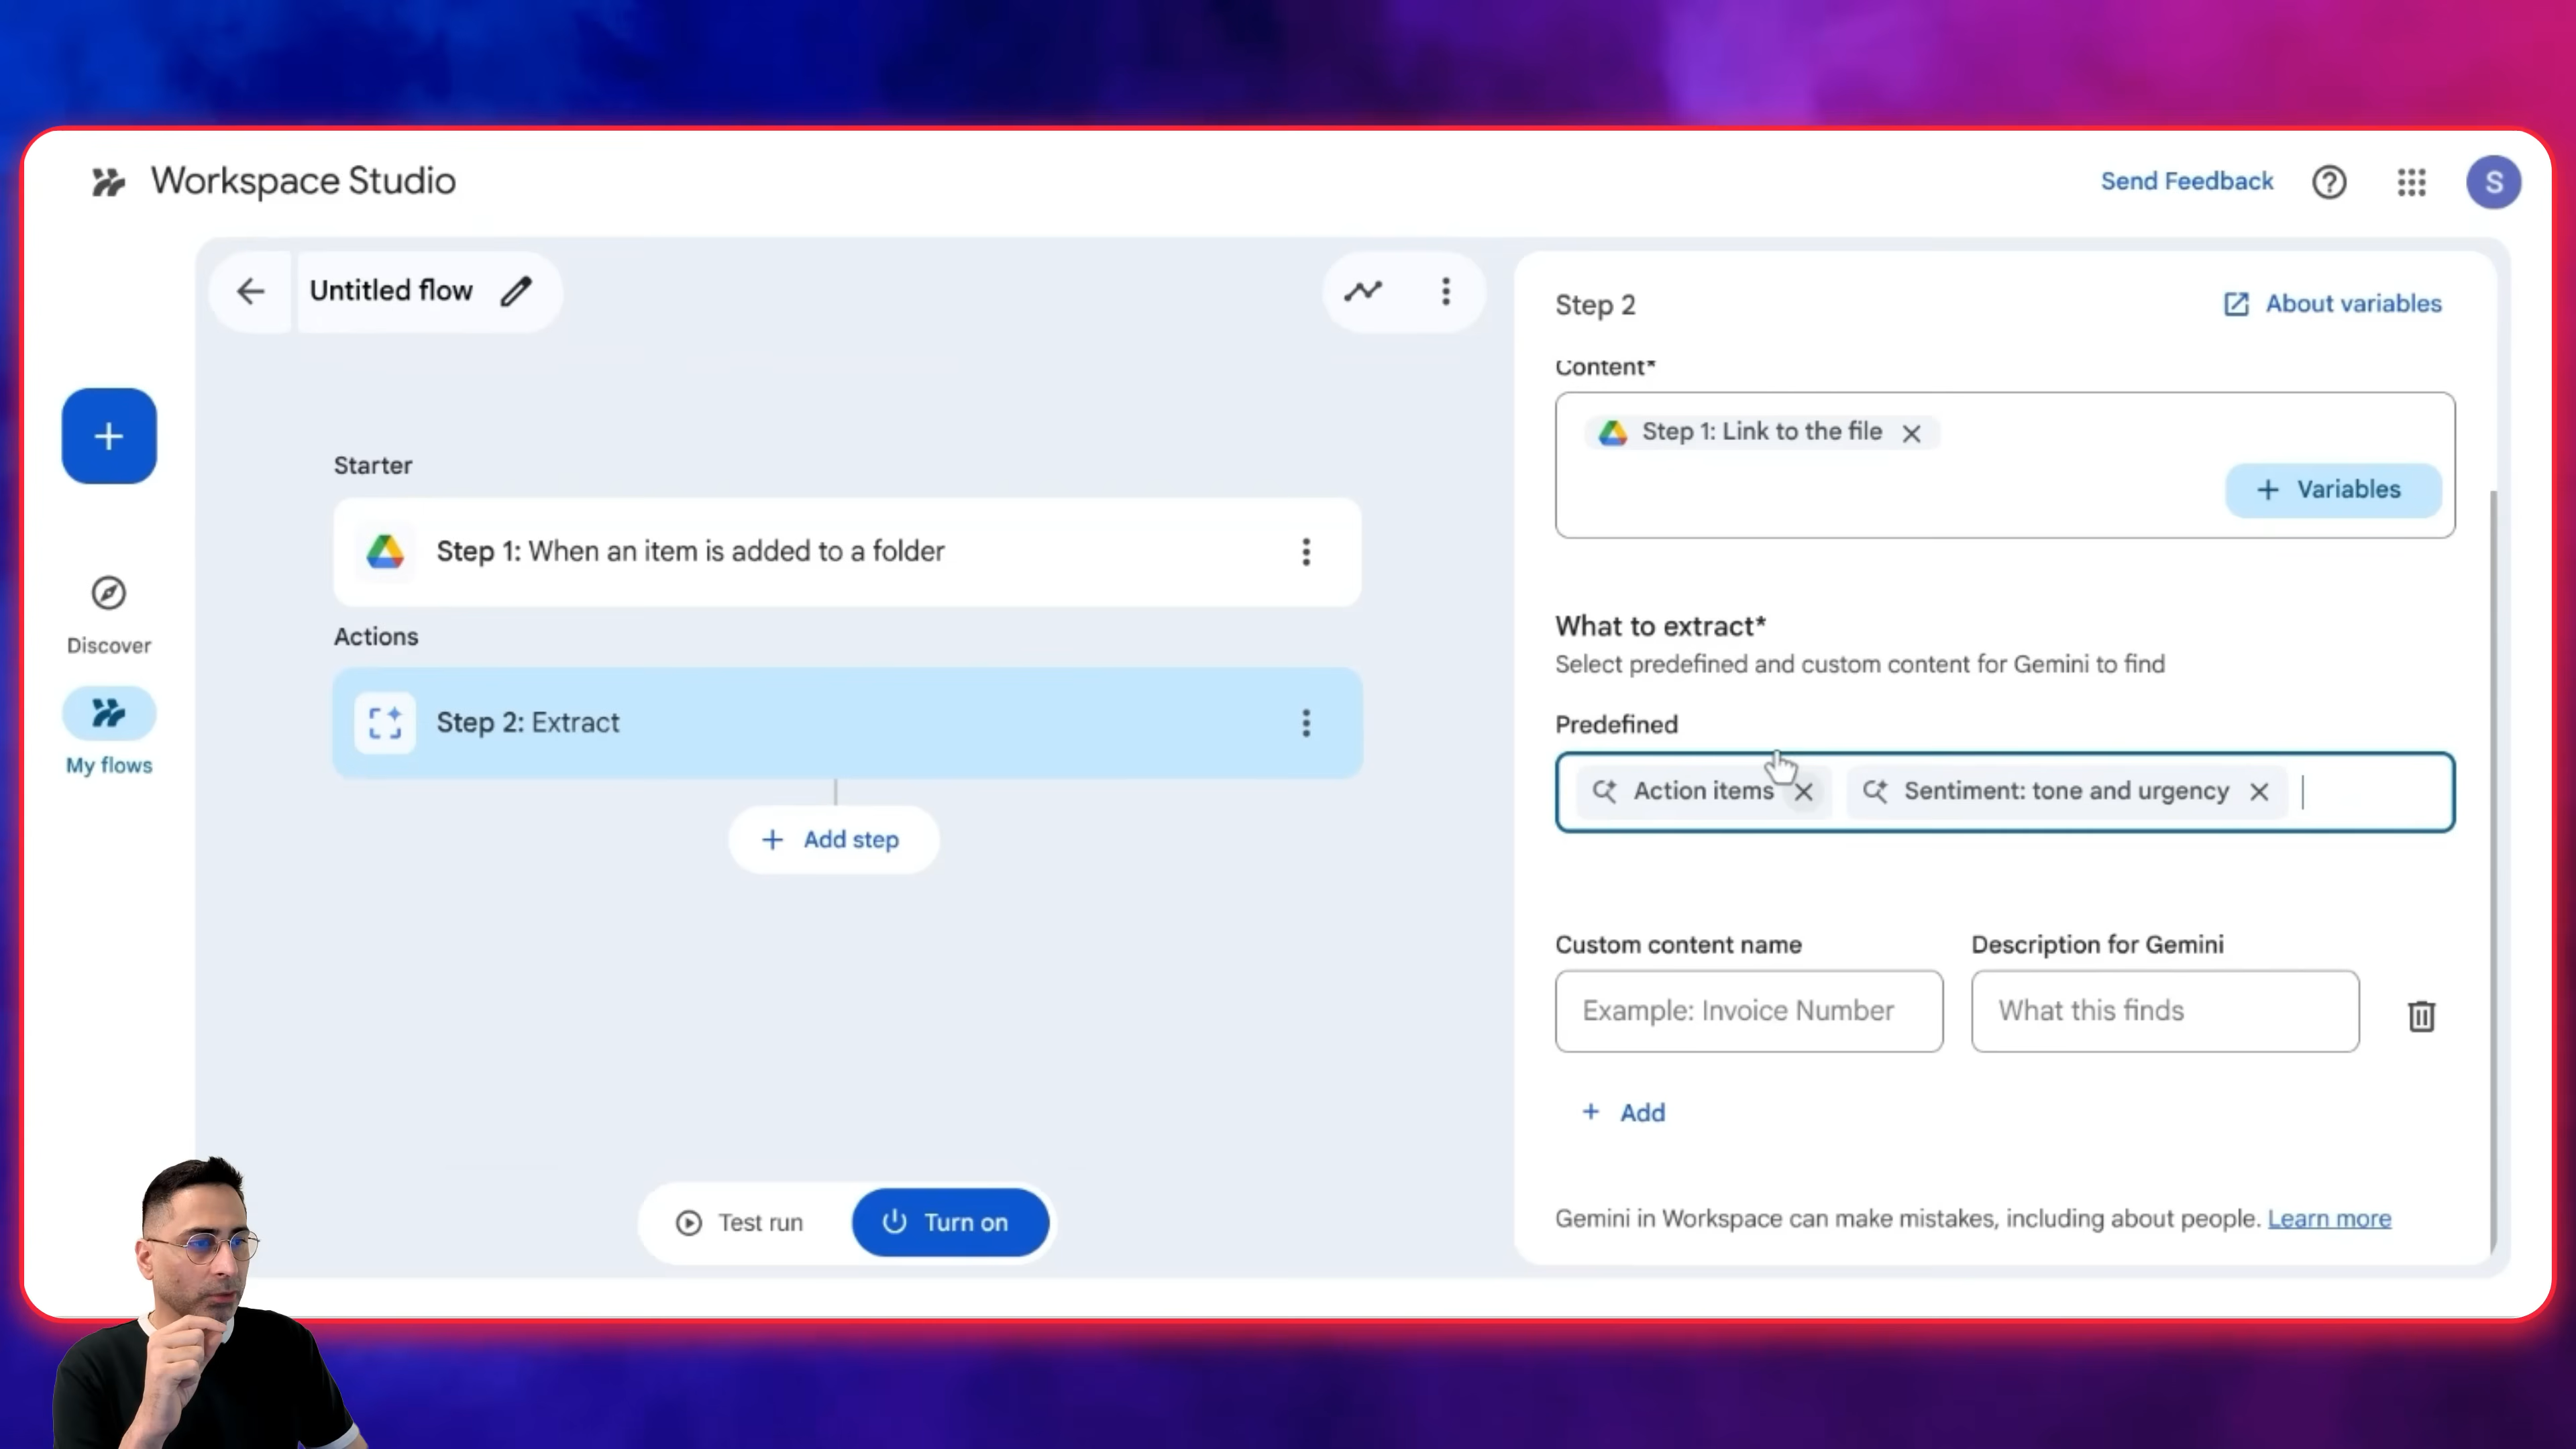 Workspace Studio
Send Feedback
S
Untitled flow
Discover
My flows
Starter
Step 1: When an item is added to a folder
Actions
Step 2: Extract
+ Add step
Test run
Turn on
Step 2
About variables
Content*
Step 1: Link to the file
+ Variables
What to extract*
Select predefined and custom content for Gemini to find
Predefined
Action items
Sentiment: tone and urgency
Custom content name
Description for Gemini
Example: Invoice Number
What this finds
+ Add
Gemini in Workspace can make mistakes, including about people. Learn more